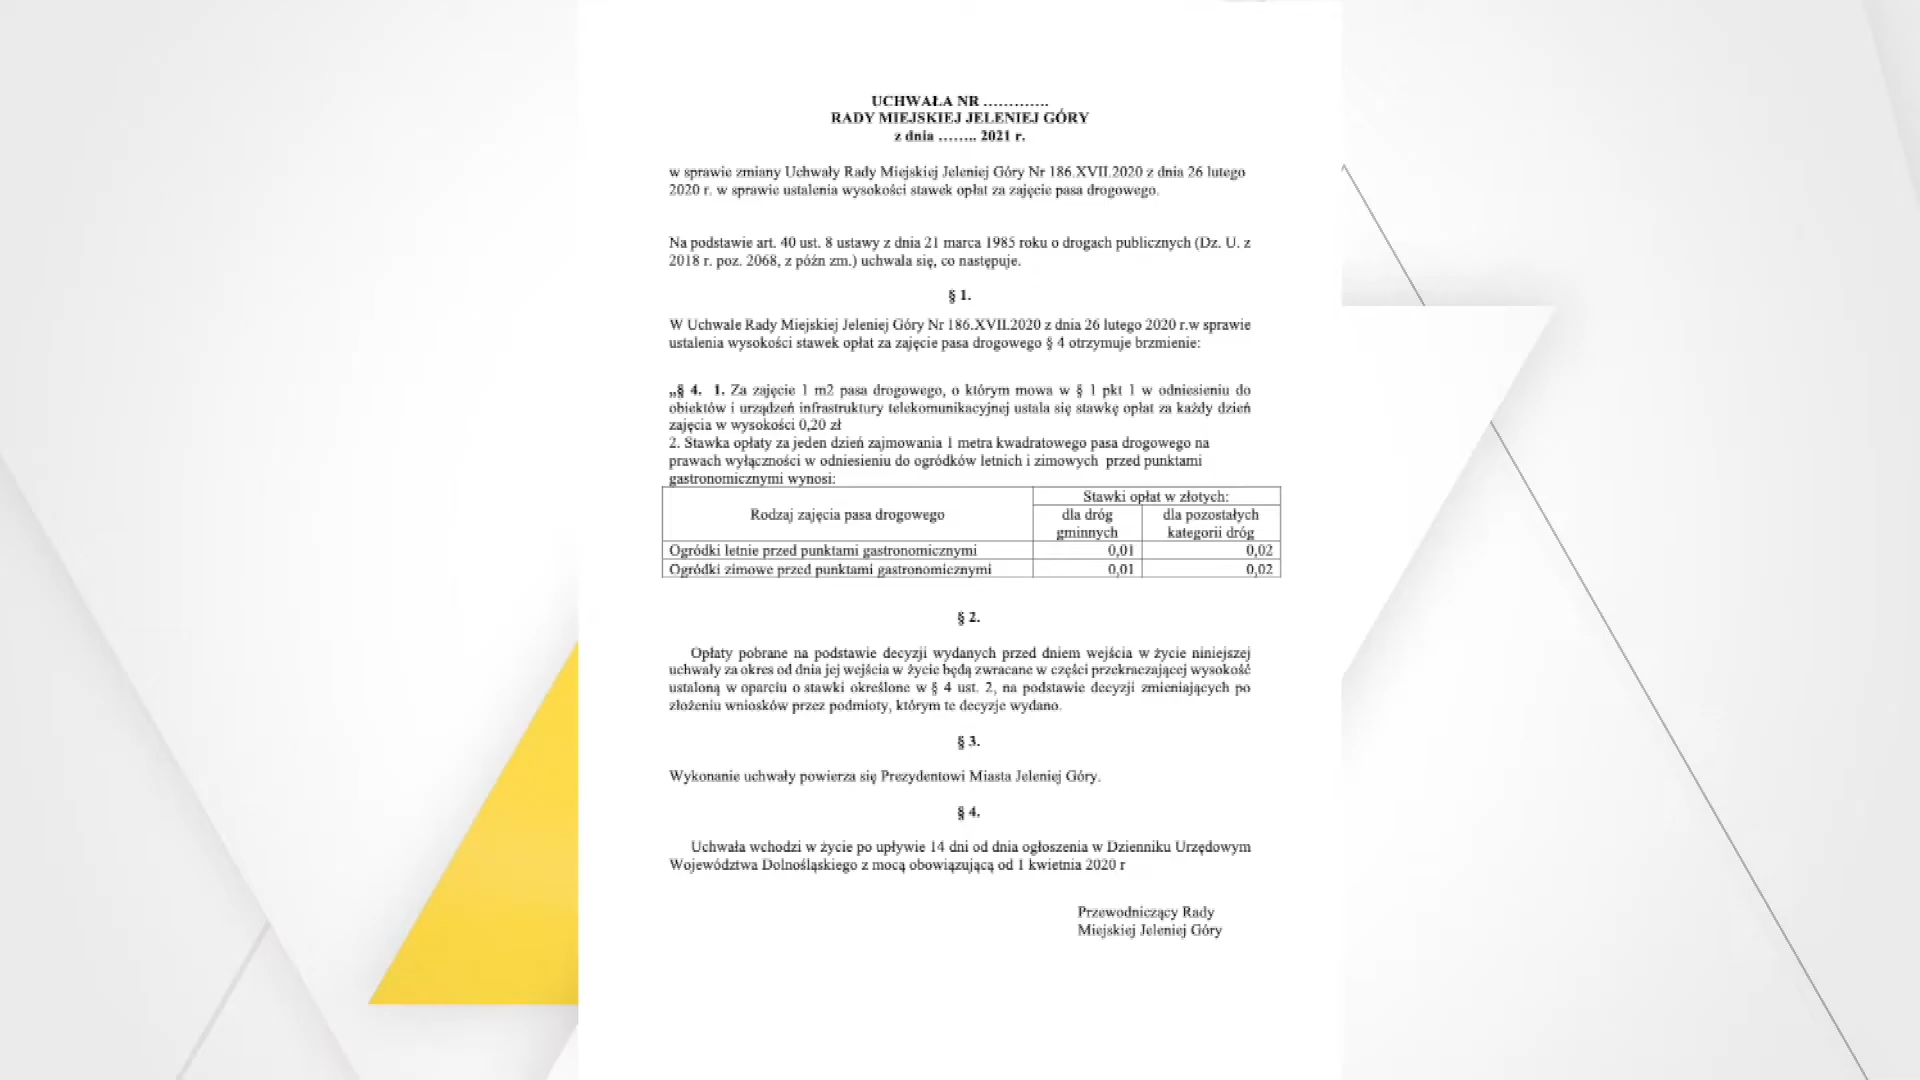 UCHWAŁA NR ………….
RADY MIEJSKIEJ JELENIEJ GÓRY
z dnia …….. 2021 r.
w sprawie zmiany Uchwały Rady Miejskiej Jeleniej Góry Nr 186.XVII.2020 z dnia 26 lutego
2020 r. w sprawie ustalenia wysokości stawek opłat za zajęcie pasa drogowego.
Na podstawie art. 40 ust. 8 ustawy z dnia 21 marca 1985 roku o drogach publicznych (Dz. U. z
2018 r. poz. 2068, z późn zm.) uchwala się, co następuje.
§ 1.
W Uchwale Rady Miejskiej Jeleniej Góry Nr 186.XVII.2020 z dnia 26 lutego 2020 r.w sprawie
ustalenia wysokości stawek opłat za zajęcie pasa drogowego § 4 otrzymuje brzmienie:
„§ 4. 1. Za zajęcie 1 m2 pasa drogowego, o którym mowa w § 1 pkt 1 w odniesieniu do
obiektów i urządzeń infrastruktury telekomunikacyjnej ustala się stawkę opłat za każdy dzień
zajęcia w wysokości 0,20 zł
2. Stawka opłaty za jeden dzień zajmowania 1 metra kwadratowego pasa drogowego na
prawach wyłączności w odniesieniu do ogródków letnich i zimowych przed punktami
gastronomicznymi wynosi:
Stawki opłat w złotych:
Rodzaj zajęcia pasa drogowego
dla dróg
gminnych
dla pozostałych
kategorii dróg
Ogródki letnie przed punktami gastronomicznymi 0,01 0,02
Ogródki zimowe przed punktami gastronomicznymi 0,01 0,02
§ 2.
Opłaty pobrane na podstawie decyzji wydanych przed dniem wejścia w życie niniejszej
uchwały za okres od dnia jej wejścia w życie będą zwracane w części przekraczającej wysokość
ustaloną w oparciu o stawki określone w § 4 ust. 2, na podstawie decyzji zmieniających po
złożeniu wniosków przez podmioty, którym te decyzje wydano.
§ 3.
Wykonanie uchwały powierza się Prezydentowi Miasta Jeleniej Góry.
§ 4.
Uchwała wchodzi w życie po upływie 14 dni od dnia ogłoszenia w Dzienniku Urzędowym
Województwa Dolnośląskiego z mocą obowiązującą od 1 kwietnia 2020 r
Przewodniczący Rady
Miejskiej Jeleniej Góry